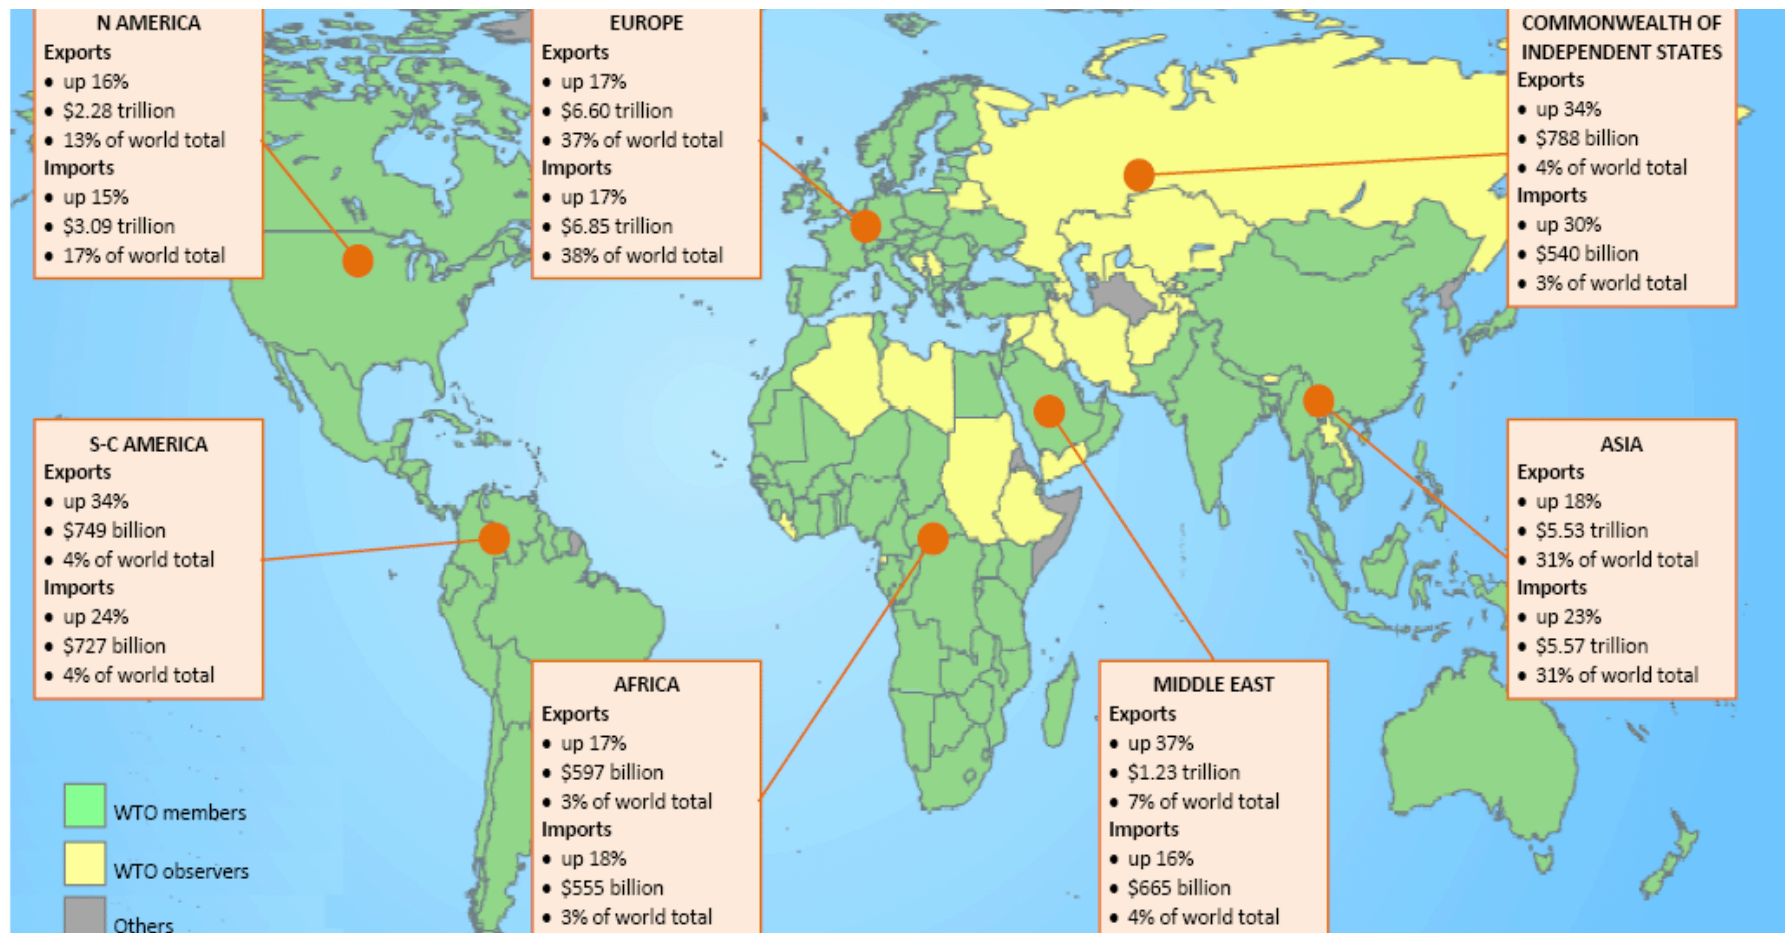 N AMERICA
Exports
• up 16%
• $2.28 trillion
• 13% of world total
Imports
• up 15%
• $3.09 trillion
• 17% of world total
EUROPE
Exports
• up 17%
• $6.60 trillion
• 37% of world total
Imports
• up 17%
• $6.85 trillion
• 38% of world total
COMMONWEALTH OF
INDEPENDENT STATES
Exports
• up 34%
• $788 billion
• 4% of world total
Imports
• up 30%
• $540 billion
• 3% of world total
S-C AMERICA
Exports
• up 34%
• $749 billion
• 4% of world total
Imports
• up 24%
• $727 billion
• 4% of world total
ASIA
Exports
• up 18%
• $5.53 trillion
• 31% of world total
Imports
• up 23%
• $5.57 trillion
• 31% of world total
AFRICA
Exports
• up 17%
• $597 billion
• 3% of world total
Imports
• up 18%
• $555 billion
• 3% of world total
MIDDLE EAST
Exports
• up 37%
• $1.23 trillion
• 7% of world total
Imports
• up 16%
• $665 billion
• 4% of world total
WTO members
WTO observers
Others